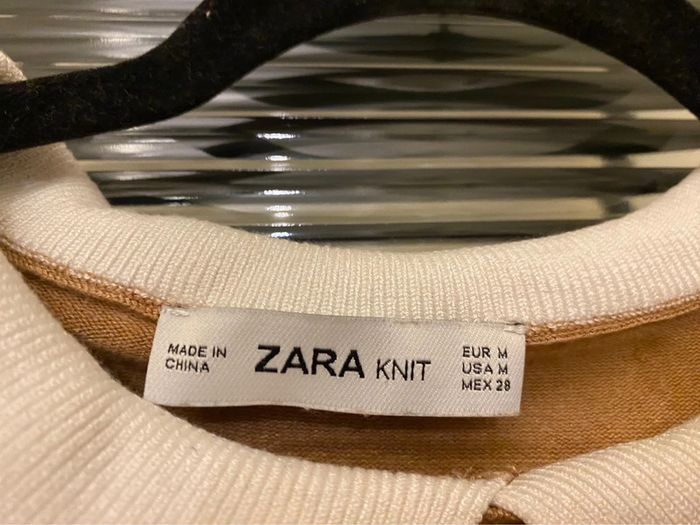 MADE IN
CHINA
ZARA KNIT
EUR M
USA M
MEX 28